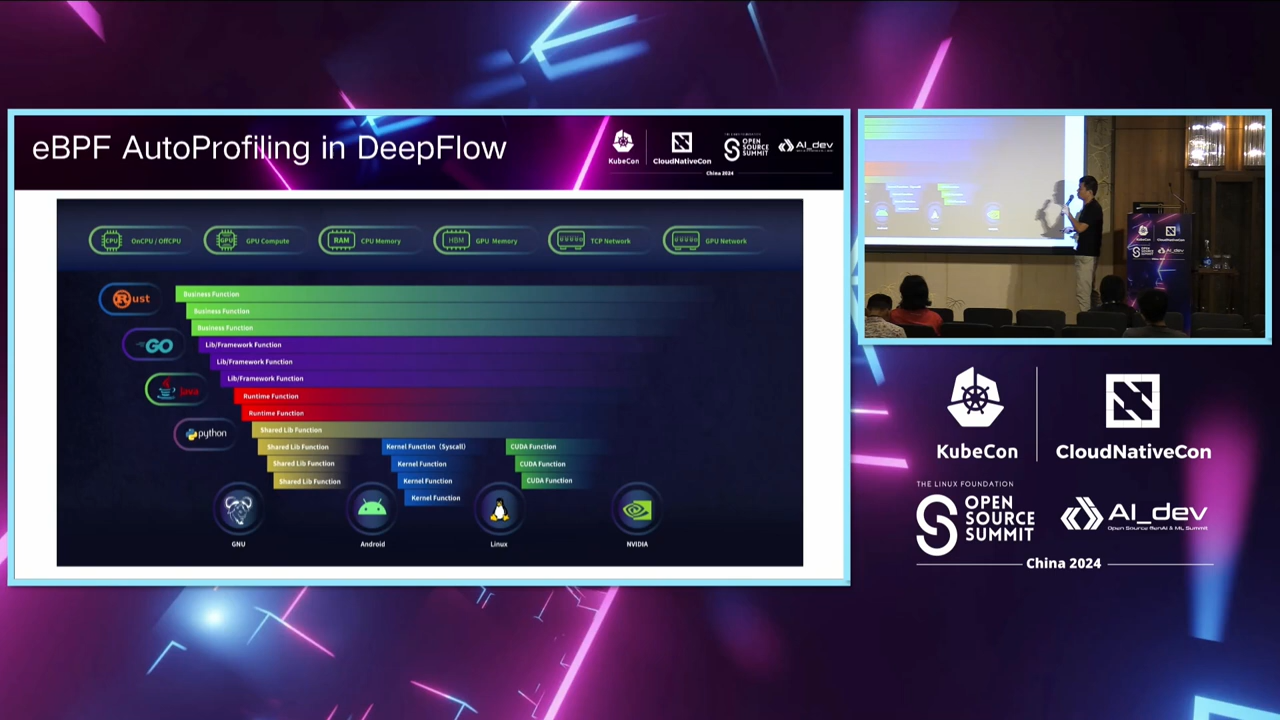 eBPF AutoProfiling in DeepFlow
KubeCon
CloudNativeCon
THE LINUX FOUNDATION
OPEN
SOURCE
SUMMIT
AI_dev
China 2024
CPU
OnCPU / OffCPU
GPU
GPU Compute
RAM
CPU Memory
HBM
GPU Memory
TCP Network
GPU Network
Rust
Business Function
Business Function
Business Function
GO
Lib/Framework Function
Lib/Framework Function
Lib/Framework Function
Java
Runtime Function
Runtime Function
python
Shared Lib Function
Shared Lib Function
Kernel Function (Syscall)
CUDA Function
Shared Lib Function
Kernel Function
CUDA Function
Shared Lib Function
Kernel Function
CUDA Function
Kernel Function
GNU
Android
Linux
NVIDIA
KubeCon
CloudNativeCon
THE LINUX FOUNDATION
OPEN
SOURCE
SUMMIT
AI_dev
Open Source GenAI & ML Summit
China 2024